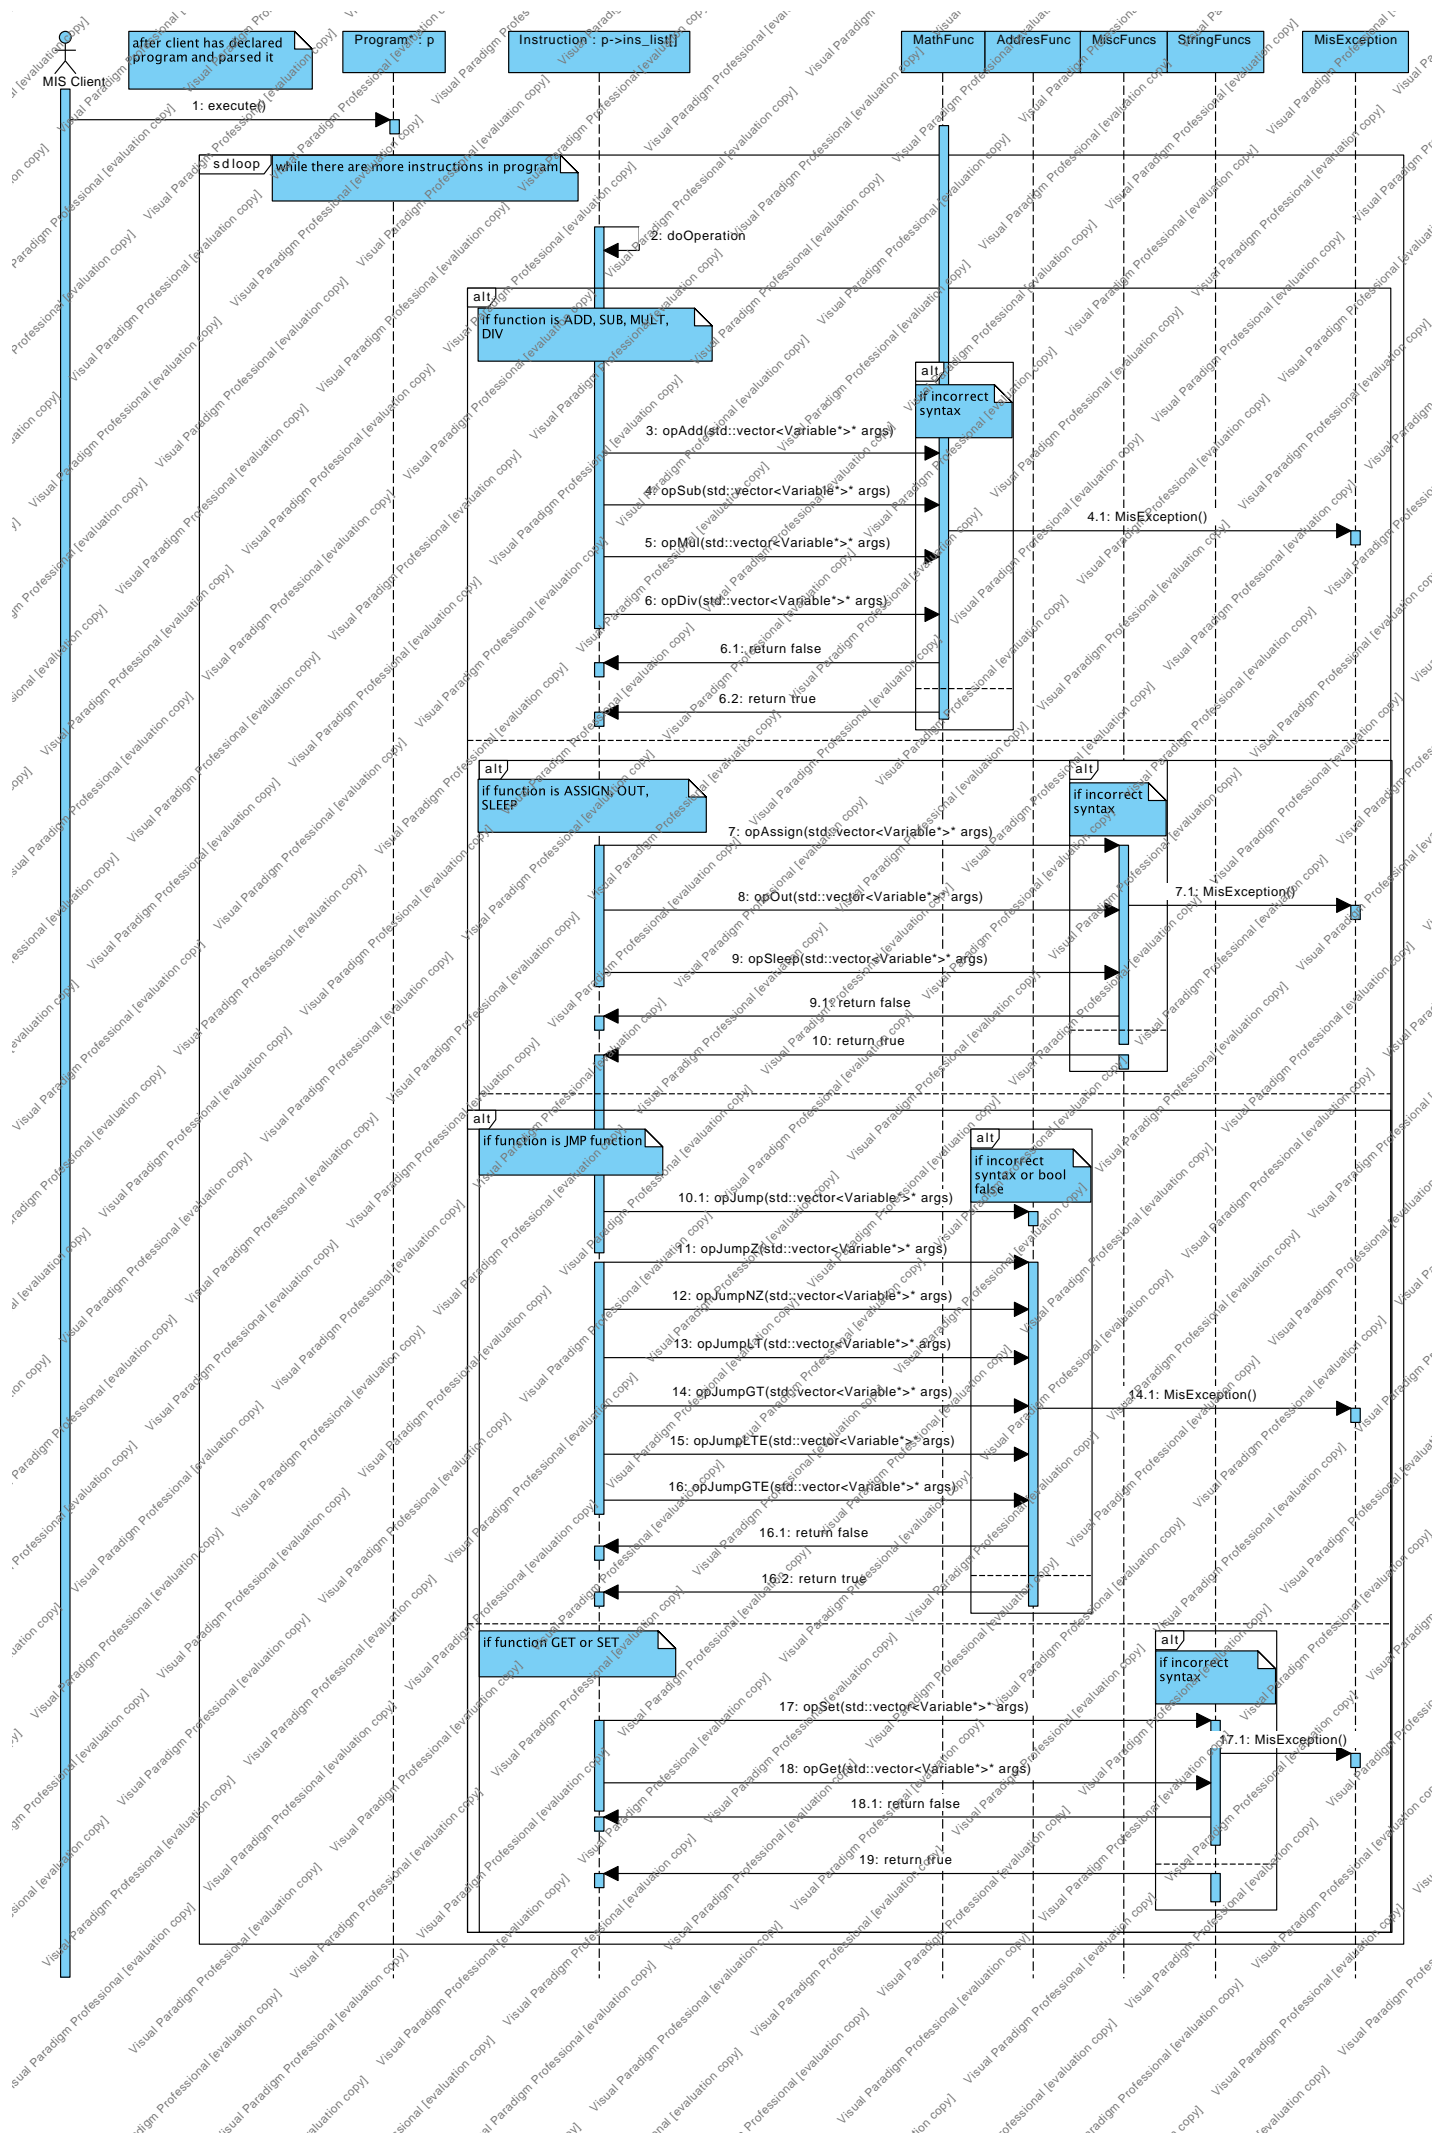 MIS Client
after client has declared
program and parsed it
Program* : p
Instruction : p->ins_list[]
MathFunc
AddresFunc
MiscFuncs
StringFuncs
MisException
1: execute()
sdloop
while there are more instructions in program
2: doOperation
alt
if function is ADD, SUB, MULT,
DIV
alt
if incorrect
syntax
3: opAdd(std::vector<Variable*>* args)
4: opSub(std::vector<Variable*>* args)
4.1: MisException()
5: opMul(std::vector<Variable*>* args)
6: opDiv(std::vector<Variable*>* args)
6.1: return false
6.2: return true
alt
if function is ASSIGN, OUT,
SLEEP
alt
if incorrect
syntax
7: opAssign(std::vector<Variable*>* args)
7.1: MisException()
8: opOut(std::vector<Variable*>* args)
9: opSleep(std::vector<Variable*>* args)
9.1: return false
10: return true
alt
if function is JMP function
alt
if incorrect
syntax or bool
false
10.1: opJump(std::vector<Variable*>* args)
11: opJumpZ(std::vector<Variable*>* args)
12: opJumpNZ(std::vector<Variable*>* args)
13: opJumpLT(std::vector<Variable*>* args)
14: opJumpGT(std::vector<Variable*>* args)
14.1: MisException()
15: opJumpLTE(std::vector<Variable*>* args)
16: opJumpGTE(std::vector<Variable*>* args)
16.1: return false
16.2: return true
if function GET or SET
alt
if incorrect
syntax
17: opSet(std::vector<Variable*>* args)
17.1: MisException()
18: opGet(std::vector<Variable*>* args)
18.1: return false
19: return true
Visual Paradigm Professional [evaluation copy]